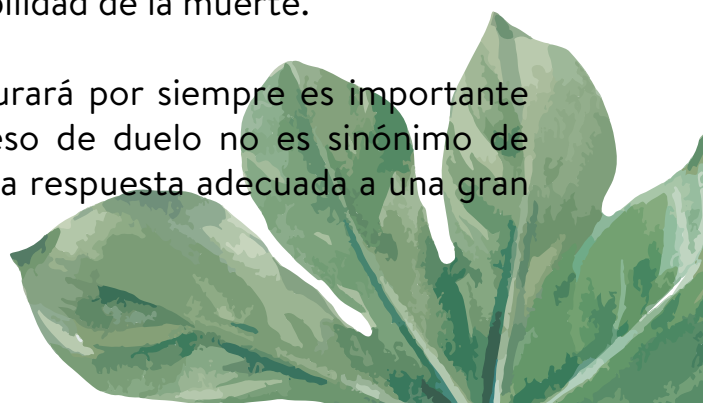 bilidad de la muerte.
urará por siempre es importante
eso de duelo no es sinónimo de
a respuesta adecuada a una gran